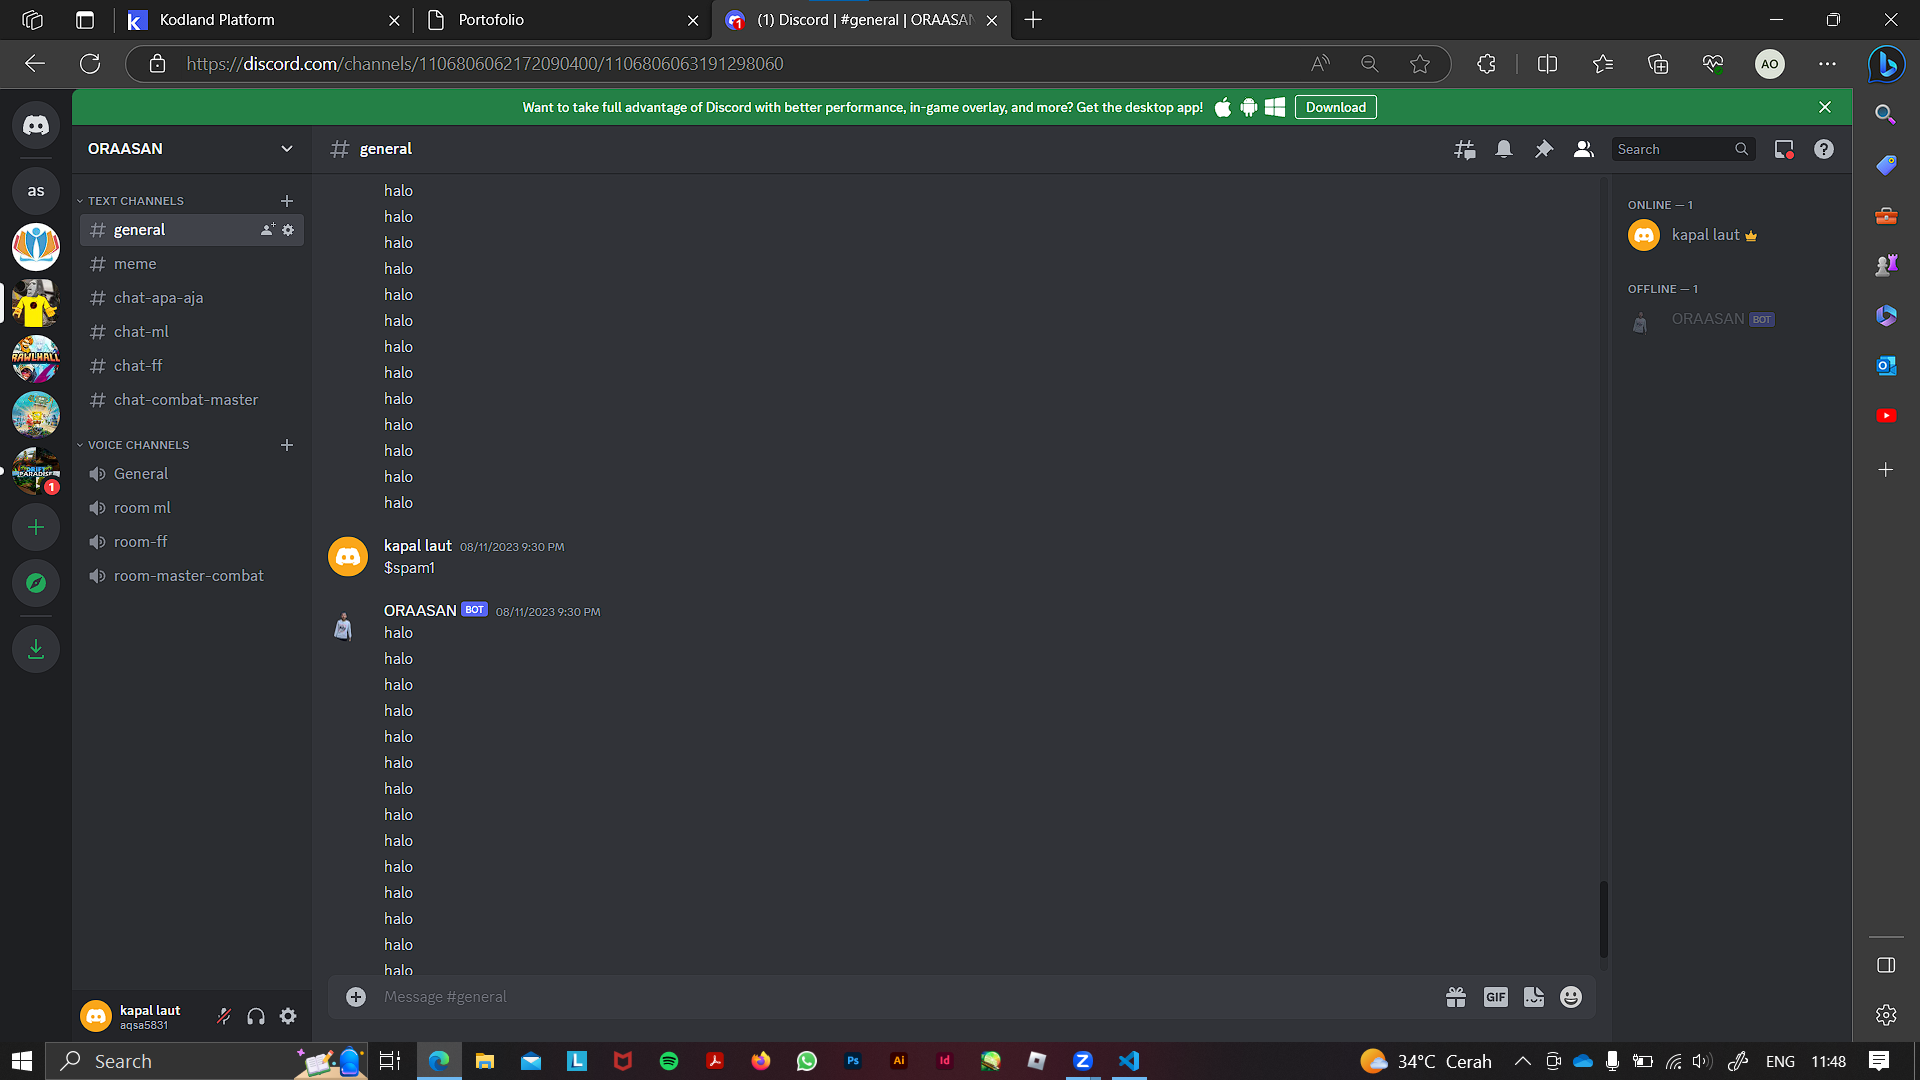 Kodland Platform
Portofolio
(1) Discord | #general | ORAASAN
https://discord.com/channels/1106806062172090400/1106806063191298060
AO
Want to take full advantage of Discord with better performance, in-game overlay, and more? Get the desktop app!
Download
ORAASAN
general
Search
TEXT CHANNELS
general
meme
chat-apa-aja
chat-ml
chat-ff
chat-combat-master
VOICE CHANNELS
General
room ml
room-ff
room-master-combat
as
BRAWLHALL
DRIFT PARADISE
1
halo
halo
halo
halo
halo
halo
halo
halo
halo
halo
halo
halo
halo
kapal laut 08/11/2023 9:30 PM
$spam1
ORAASAN BOT 08/11/2023 9:30 PM
halo
halo
halo
halo
halo
halo
halo
halo
halo
halo
halo
halo
halo
halo
ONLINE — 1
kapal laut
OFFLINE — 1
ORAASAN BOT
Message #general
GIF
kapal laut
aqsa5831
Search
34°C Cerah
ENG
11:48